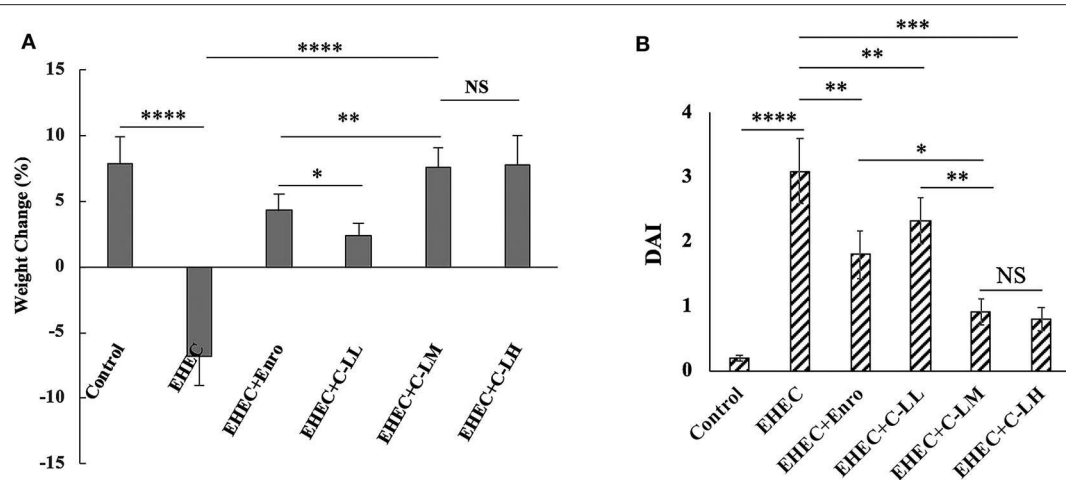 A
****
15
NS
****
10
**
5
*
0
-5
-10
-15
Weight Change (%)
Control
EHEC
EHEC+Enro
EHEC+C-LL
EHEC+C-LM
EHEC+C-LH
B
***
**
**
4
****
*
3
**
2
NS
1
0
DAI
Control
EHEC
EHEC+Enro
EHEC+C-LL
EHEC+C-LM
EHEC+C-LH